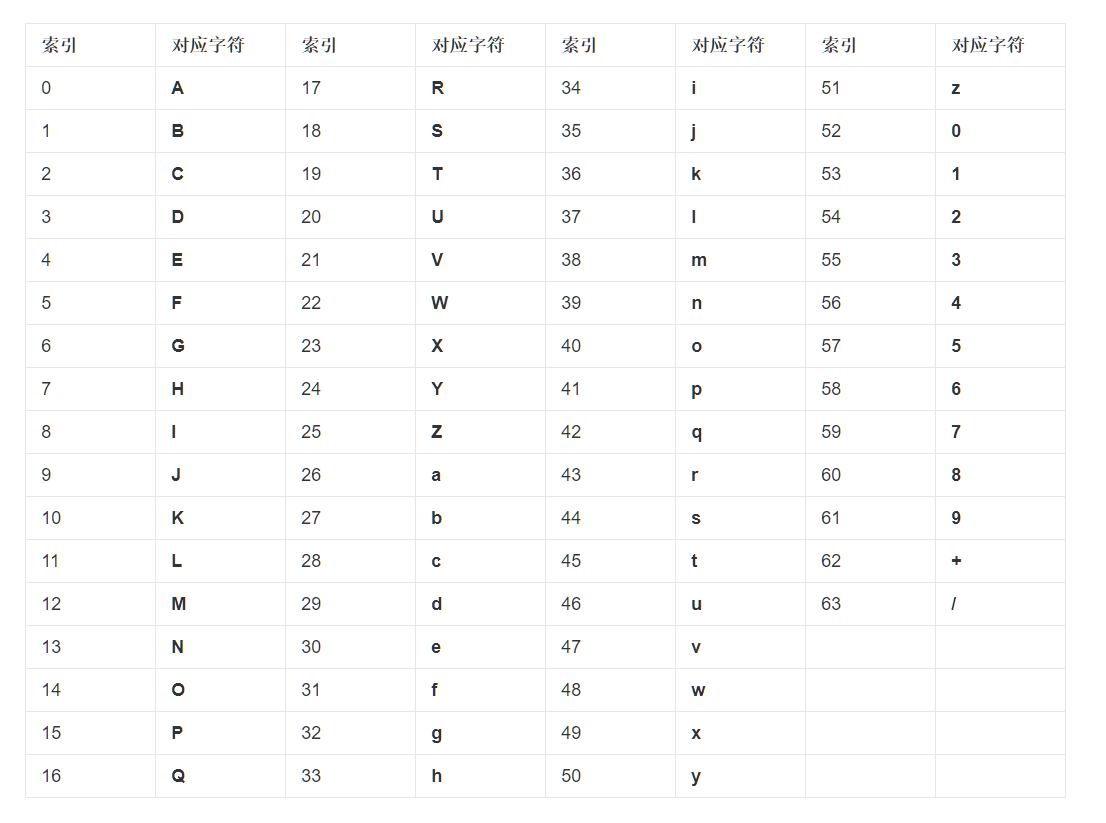 索引 对应字符 索引 对应字符 索引 对应字符 索引 对应字符
0 A 17 R 34 i 51 z
1 B 18 S 35 j 52 0
2 C 19 T 36 k 53 1
3 D 20 U 37 l 54 2
4 E 21 V 38 m 55 3
5 F 22 W 39 n 56 4
6 G 23 X 40 o 57 5
7 H 24 Y 41 p 58 6
8 I 25 Z 42 q 59 7
9 J 26 a 43 r 60 8
10 K 27 b 44 s 61 9
11 L 28 c 45 t 62 +
12 M 29 d 46 u 63 /
13 N 30 e 47 v
14 O 31 f 48 w
15 P 32 g 49 x
16 Q 33 h 50 y